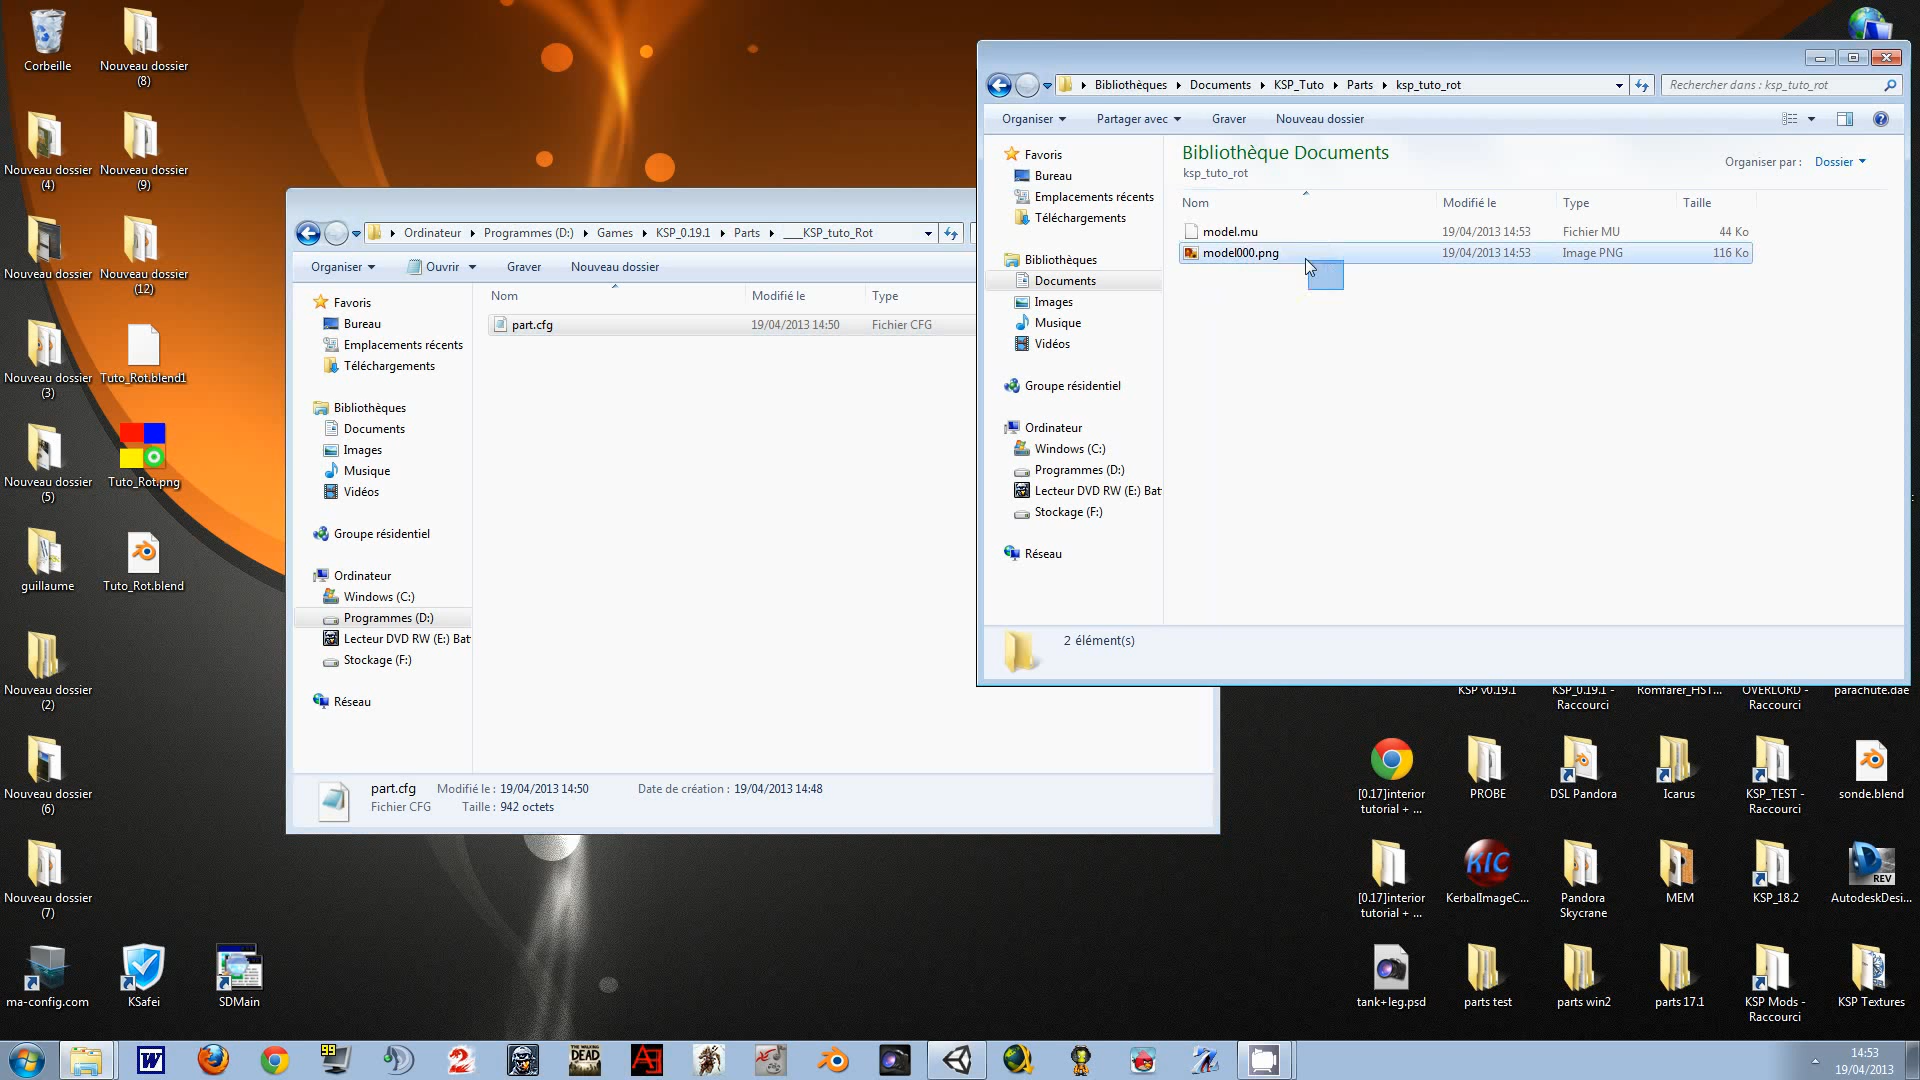 Corbeille
Nouveau dossier
(8)
Nouveau dossier
(4)
Nouveau dossier
(9)
Nouveau dossier
Nouveau dossier
(12)
Nouveau dossier
(3)
Tuto_Rot.blend1
Nouveau dossier
(5)
Tuto_Rot.png
guillaume
Tuto_Rot.blend
Nouveau dossier
(2)
Nouveau dossier
(6)
Nouveau dossier
(7)
ma-config.com
KSafei
SDMain
Ordinateur
Programmes (D:)
Games
KSP_0.19.1
Parts
____KSP_tuto_Rot
Organiser
Ouvrir
Graver
Nouveau dossier
Favoris
Bureau
Emplacements récents
Téléchargements
Bibliothèques
Documents
Images
Musique
Vidéos
Groupe résidentiel
Ordinateur
Windows (C:)
Programmes (D:)
Lecteur DVD RW (E:) Bat
Stockage (F:)
Réseau
Nom
Modifié le
Type
part.cfg
19/04/2013 14:50
Fichier CFG
part.cfg
Modifié le : 19/04/2013 14:50
Date de création : 19/04/2013 14:48
Fichier CFG
Taille : 942 octets
Bibliothèques
Documents
KSP_Tuto
Parts
ksp_tuto_rot
Rechercher dans : ksp_tuto_rot
Organiser
Partager avec
Graver
Nouveau dossier
Favoris
Bureau
Emplacements récents
Téléchargements
Bibliothèques
Documents
Images
Musique
Vidéos
Groupe résidentiel
Ordinateur
Windows (C:)
Programmes (D:)
Lecteur DVD RW (E:) Bat
Stockage (F:)
Réseau
Bibliothèque Documents
ksp_tuto_rot
Organiser par :
Dossier
Nom
Modifié le
Type
Taille
model.mu
19/04/2013 14:53
Fichier MU
44 Ko
model000.png
19/04/2013 14:53
Image PNG
116 Ko
2 élément(s)
KSP v0.19.1
KSP_0.19.1 -
Raccourci
Romfarer_HST...
OVERLORD -
Raccourci
parachute.dae
[0.17]interior
tutorial + ...
PROBE
DSL Pandora
Icarus
KSP_TEST -
Raccourci
sonde.blend
[0.17]interior
tutorial + ...
KIC
KerbalImageC...
Pandora
Skycrane
MEM
KSP_18.2
REV
AutodeskDesi...
tank+leg.psd
parts test
parts win2
parts 17.1
KSP Mods -
Raccourci
KSP Textures
W
99
2
DEAD
14:53
19/04/2013